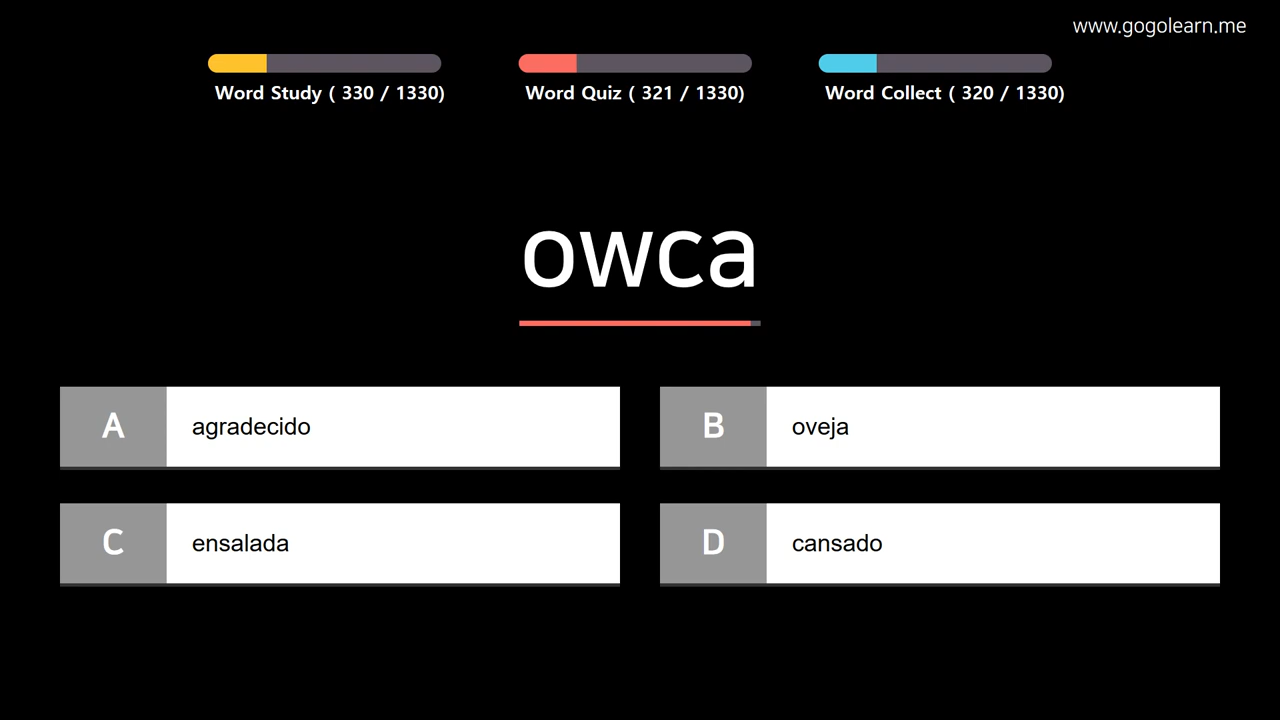 www.gogolearn.me
Word Study ( 330 / 1330)
Word Quiz ( 321 / 1330)
Word Collect ( 320 / 1330)
owca
A agradecido
B oveja
C ensalada
D cansado